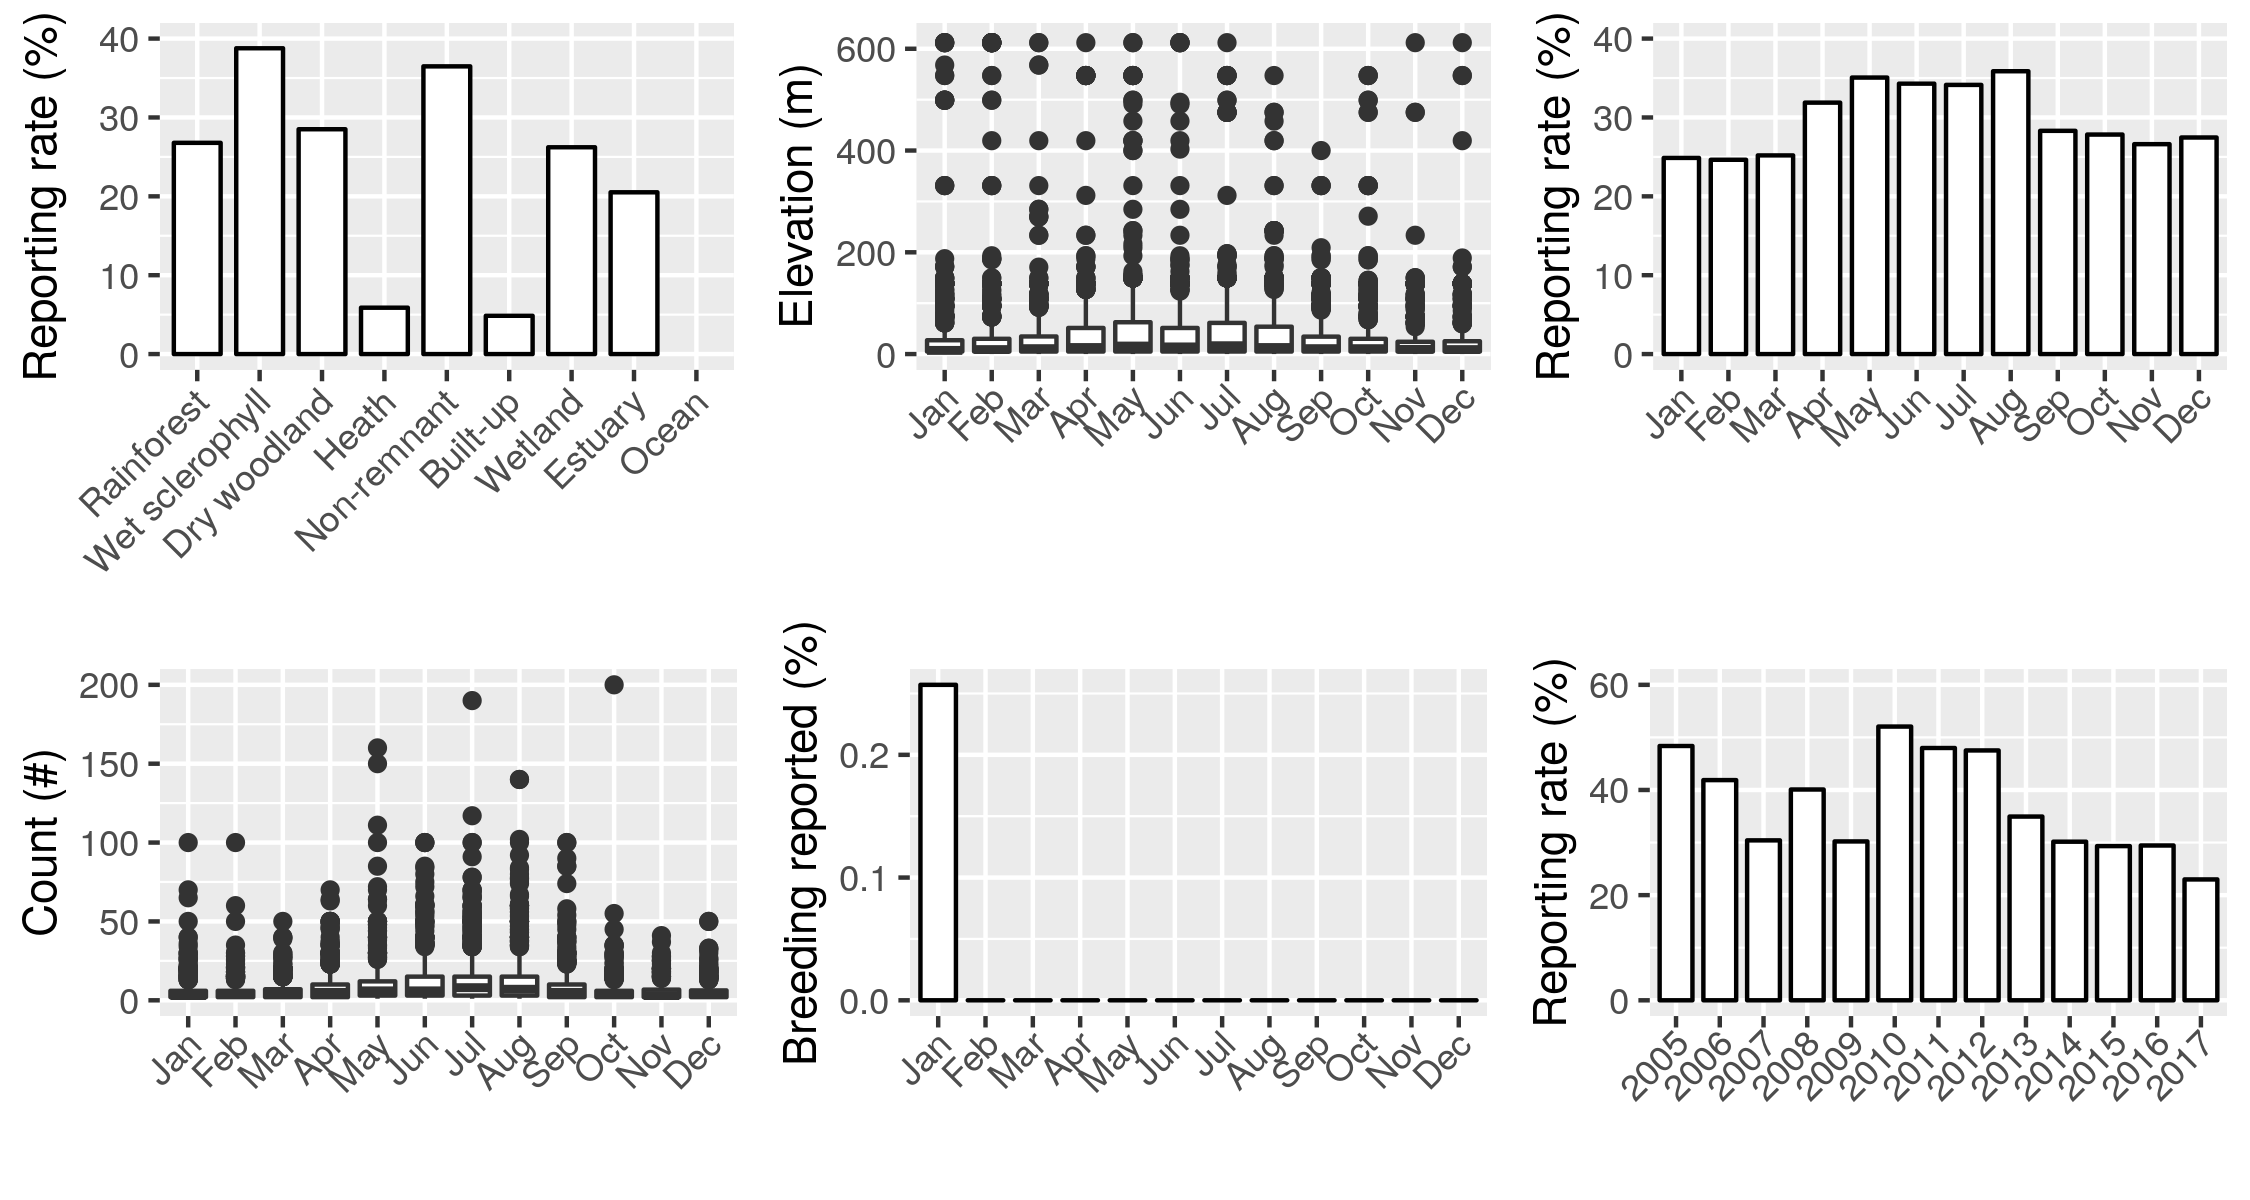 Reporting rate (%)
40
30
20
10
0
Rainforest
Wet sclerophyll
Dry woodland
Heath
Non-remnant
Built-up
Wetland
Estuary
Ocean
Elevation (m)
600
400
200
0
Jan
Feb
Mar
Apr
May
Jun
Jul
Aug
Sep
Oct
Nov
Dec
Reporting rate (%)
40
30
20
10
0
Jan
Feb
Mar
Apr
May
Jun
Jul
Aug
Sep
Oct
Nov
Dec
Count (#)
200
150
100
50
0
Jan
Feb
Mar
Apr
May
Jun
Jul
Aug
Sep
Oct
Nov
Dec
Breeding reported (%)
0.2
0.1
0.0
Jan
Feb
Mar
Apr
May
Jun
Jul
Aug
Sep
Oct
Nov
Dec
Reporting rate (%)
60
40
20
0
2005
2006
2007
2008
2009
2010
2011
2012
2013
2014
2015
2016
2017